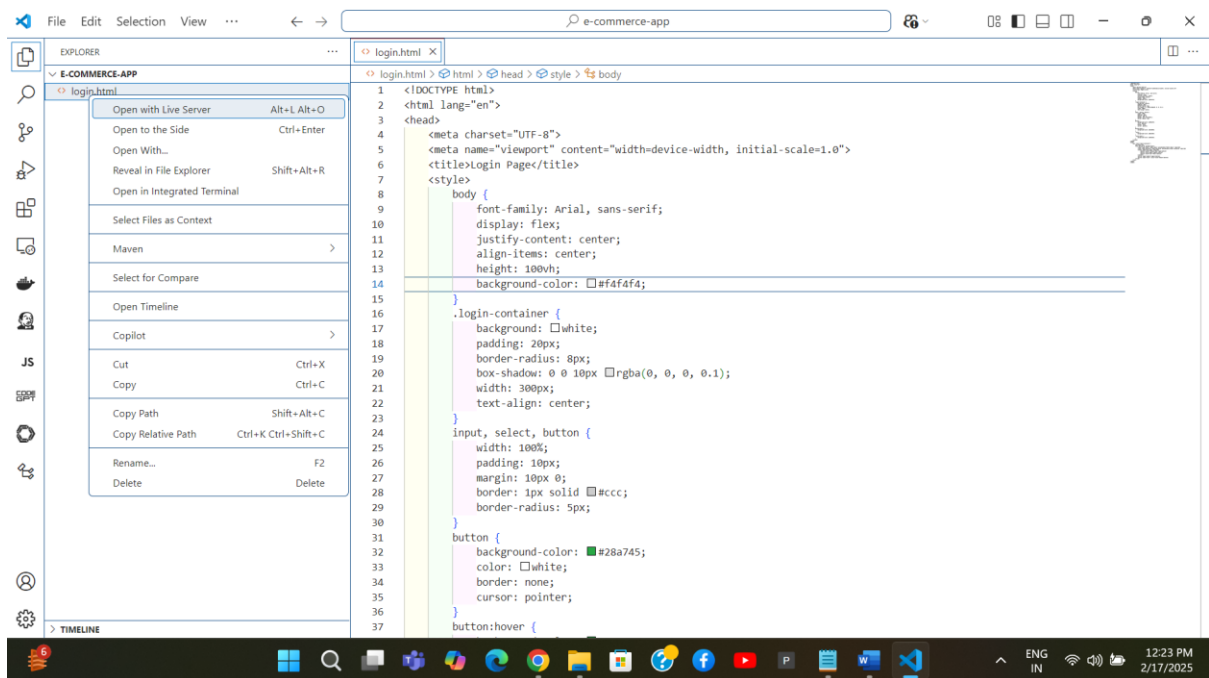 File Edit Selection View ··· e-commerce-app
EXPLORER ···
E-COMMERCE-APP
login.html
Open with Live Server Alt+L Alt+O
Open to the Side Ctrl+Enter
Open With...
Reveal in File Explorer Shift+Alt+R
Open in Integrated Terminal
Select Files as Context
Maven
Select for Compare
Open Timeline
Copilot
Cut Ctrl+X
Copy Ctrl+C
Copy Path Shift+Alt+C
Copy Relative Path Ctrl+K Ctrl+Shift+C
Rename... F2
Delete Delete
TIMELINE
JS
CODE GPT
login.html ×
login.html > html > head > style > body
1 <!DOCTYPE html>
2 <html lang="en">
3 <head>
4 <meta charset="UTF-8">
5 <meta name="viewport" content="width=device-width, initial-scale=1.0">
6 <title>Login Page</title>
7 <style>
8 body {
9 font-family: Arial, sans-serif;
10 display: flex;
11 justify-content: center;
12 align-items: center;
13 height: 100vh;
14 background-color: #f4f4f4;
15 }
16 .login-container {
17 background: white;
18 padding: 20px;
19 border-radius: 8px;
20 box-shadow: 0 0 10px rgba(0, 0, 0, 0.1);
21 width: 300px;
22 text-align: center;
23 }
24 input, select, button {
25 width: 100%;
26 padding: 10px;
27 margin: 10px 0;
28 border: 1px solid #ccc;
29 border-radius: 5px;
30 }
31 button {
32 background-color: #28a745;
33 color: white;
34 border: none;
35 cursor: pointer;
36 }
37 button:hover {
6
P
ENG
IN
12:23 PM
2/17/2025